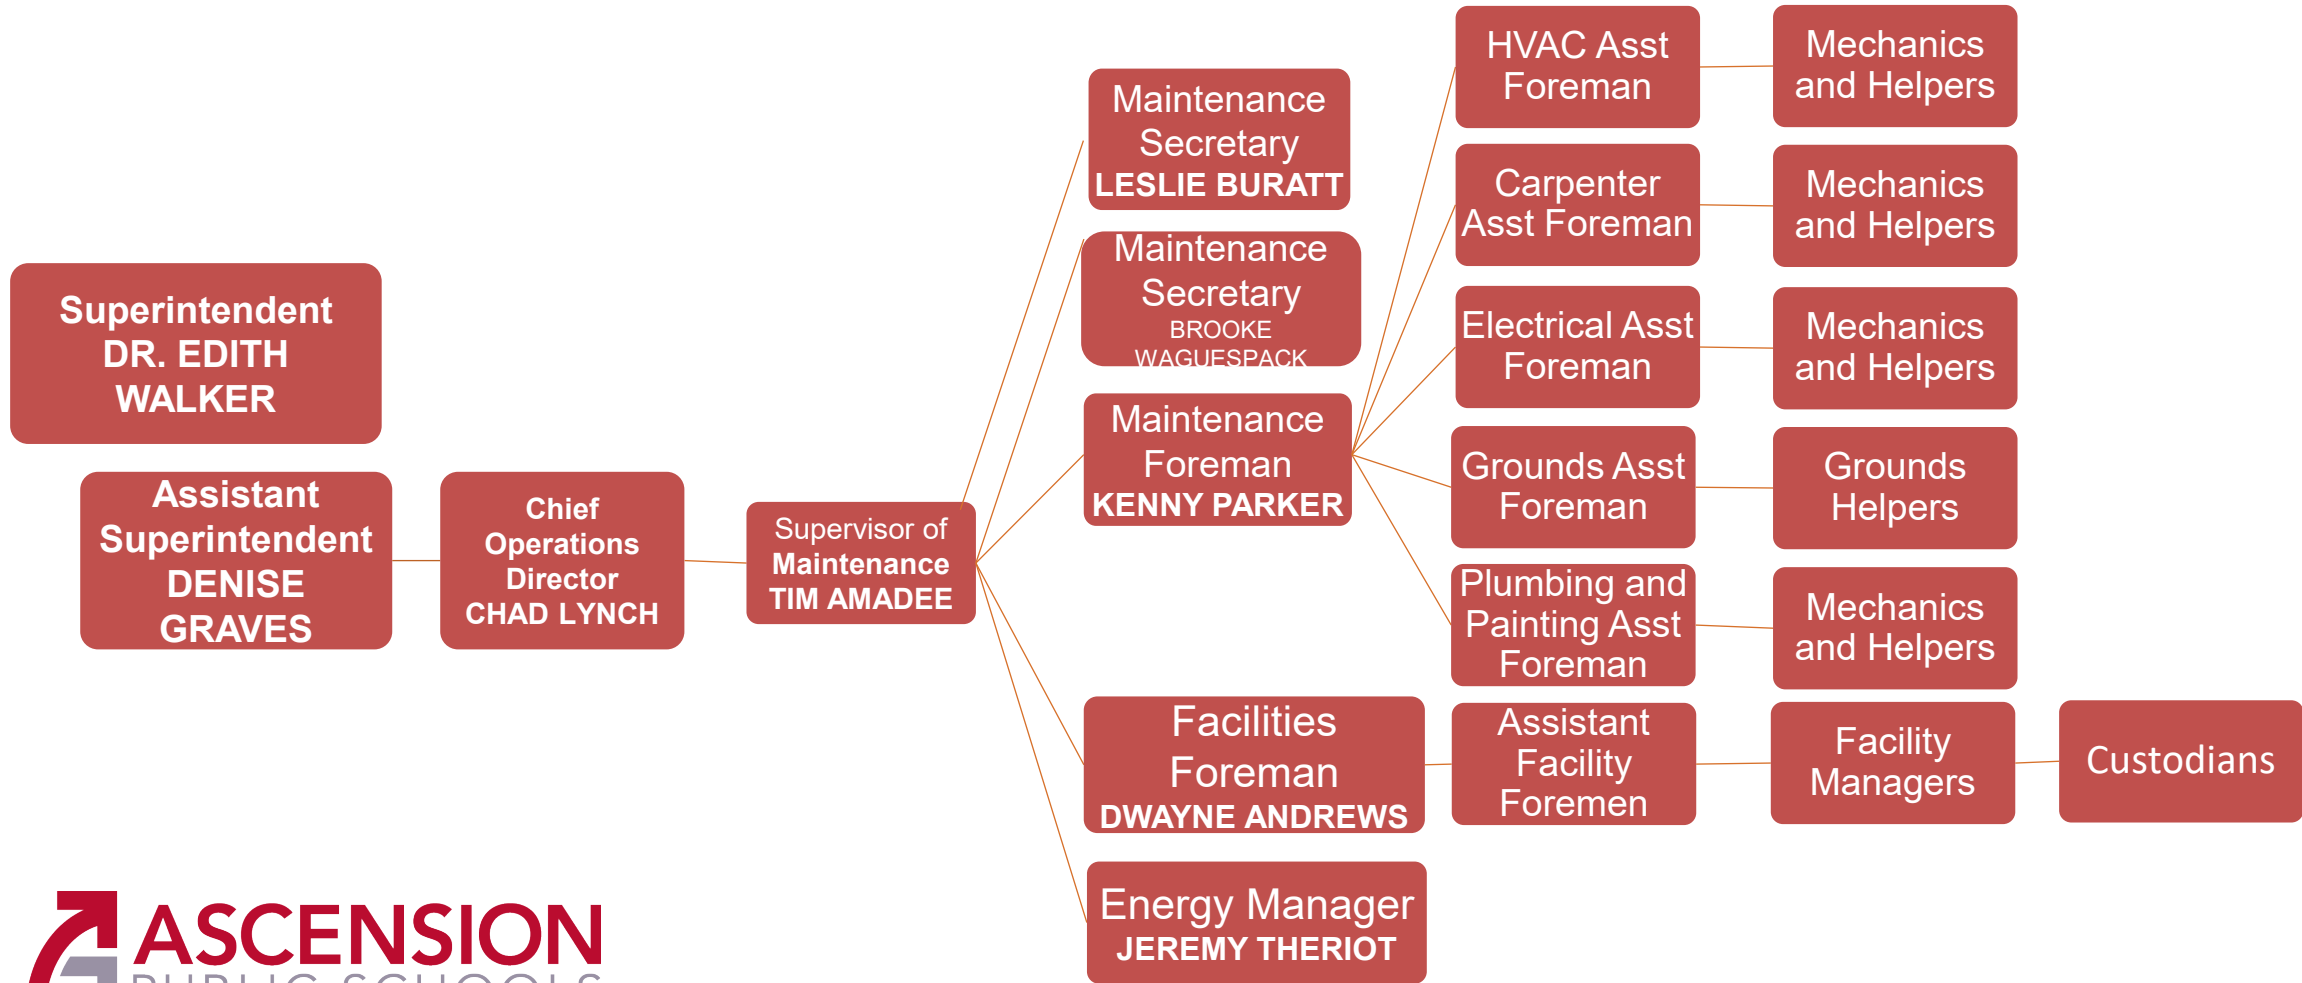 Superintendent
DR. EDITH
WALKER
Assistant
Superintendent
DENISE
GRAVES
Chief
Operations
Director
CHAD LYNCH
Supervisor of
Maintenance
TIM AMADEE
Maintenance
Secretary
LESLIE BURATT
Maintenance
Secretary
BROOKE
WAGUESPACK
Maintenance
Foreman
KENNY PARKER
HVAC Asst
Foreman
Mechanics
and Helpers
Carpenter
Asst Foreman
Mechanics
and Helpers
Electrical Asst
Foreman
Mechanics
and Helpers
Grounds Asst
Foreman
Grounds
Helpers
Plumbing and
Painting Asst
Foreman
Mechanics
and Helpers
Facilities
Foreman
DWAYNE ANDREWS
Assistant
Facility
Foremen
Facility
Managers
Custodians
Energy Manager
JEREMY THERIOT
ASCENSION
PUBLIC SCHOOLS